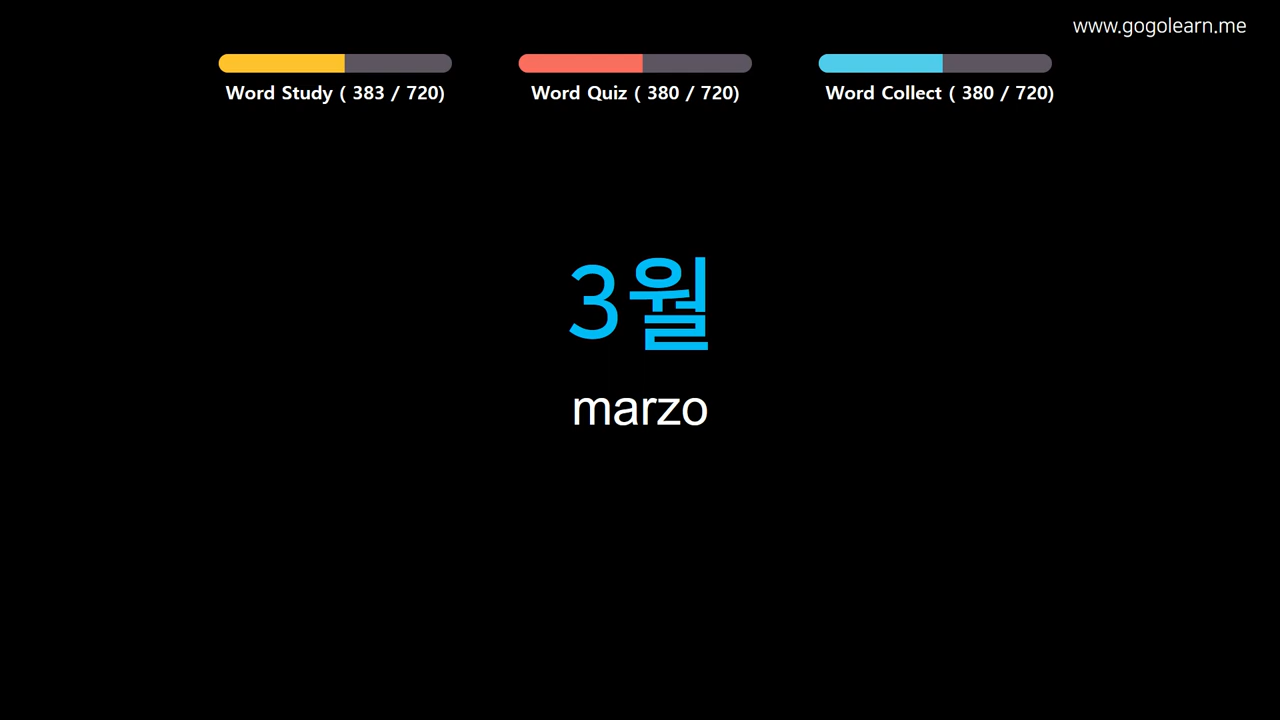 www.gogolearn.me
Word Study ( 383 / 720)
Word Quiz ( 380 / 720)
Word Collect ( 380 / 720)
3월
marzo